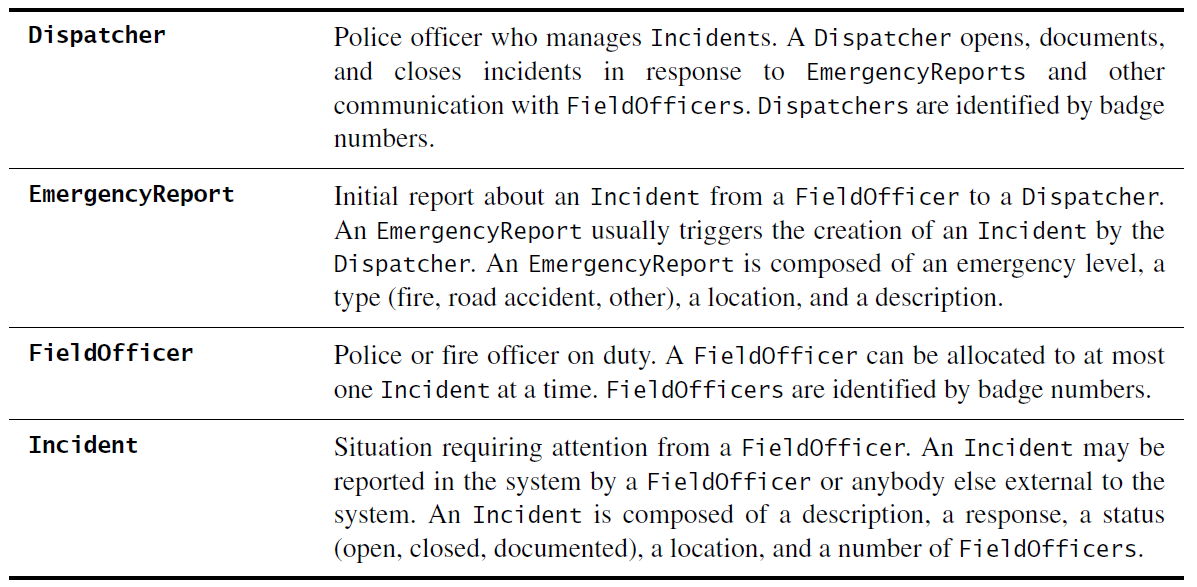 Dispatcher Police officer who manages Incidents. A Dispatcher opens, documents,
and closes incidents in response to EmergencyReports and other
communication with FieldOfficers. Dispatchers are identified by badge
numbers.
EmergencyReport Initial report about an Incident from a FieldOfficer to a Dispatcher.
An EmergencyReport usually triggers the creation of an Incident by the
Dispatcher. An EmergencyReport is composed of an emergency level, a
type (fire, road accident, other), a location, and a description.
FieldOfficer Police or fire officer on duty. A FieldOfficer can be allocated to at most
one Incident at a time. FieldOfficers are identified by badge numbers.
Incident Situation requiring attention from a FieldOfficer. An Incident may be
reported in the system by a FieldOfficer or anybody else external to the
system. An Incident is composed of a description, a response, a status
(open, closed, documented), a location, and a number of FieldOfficers.